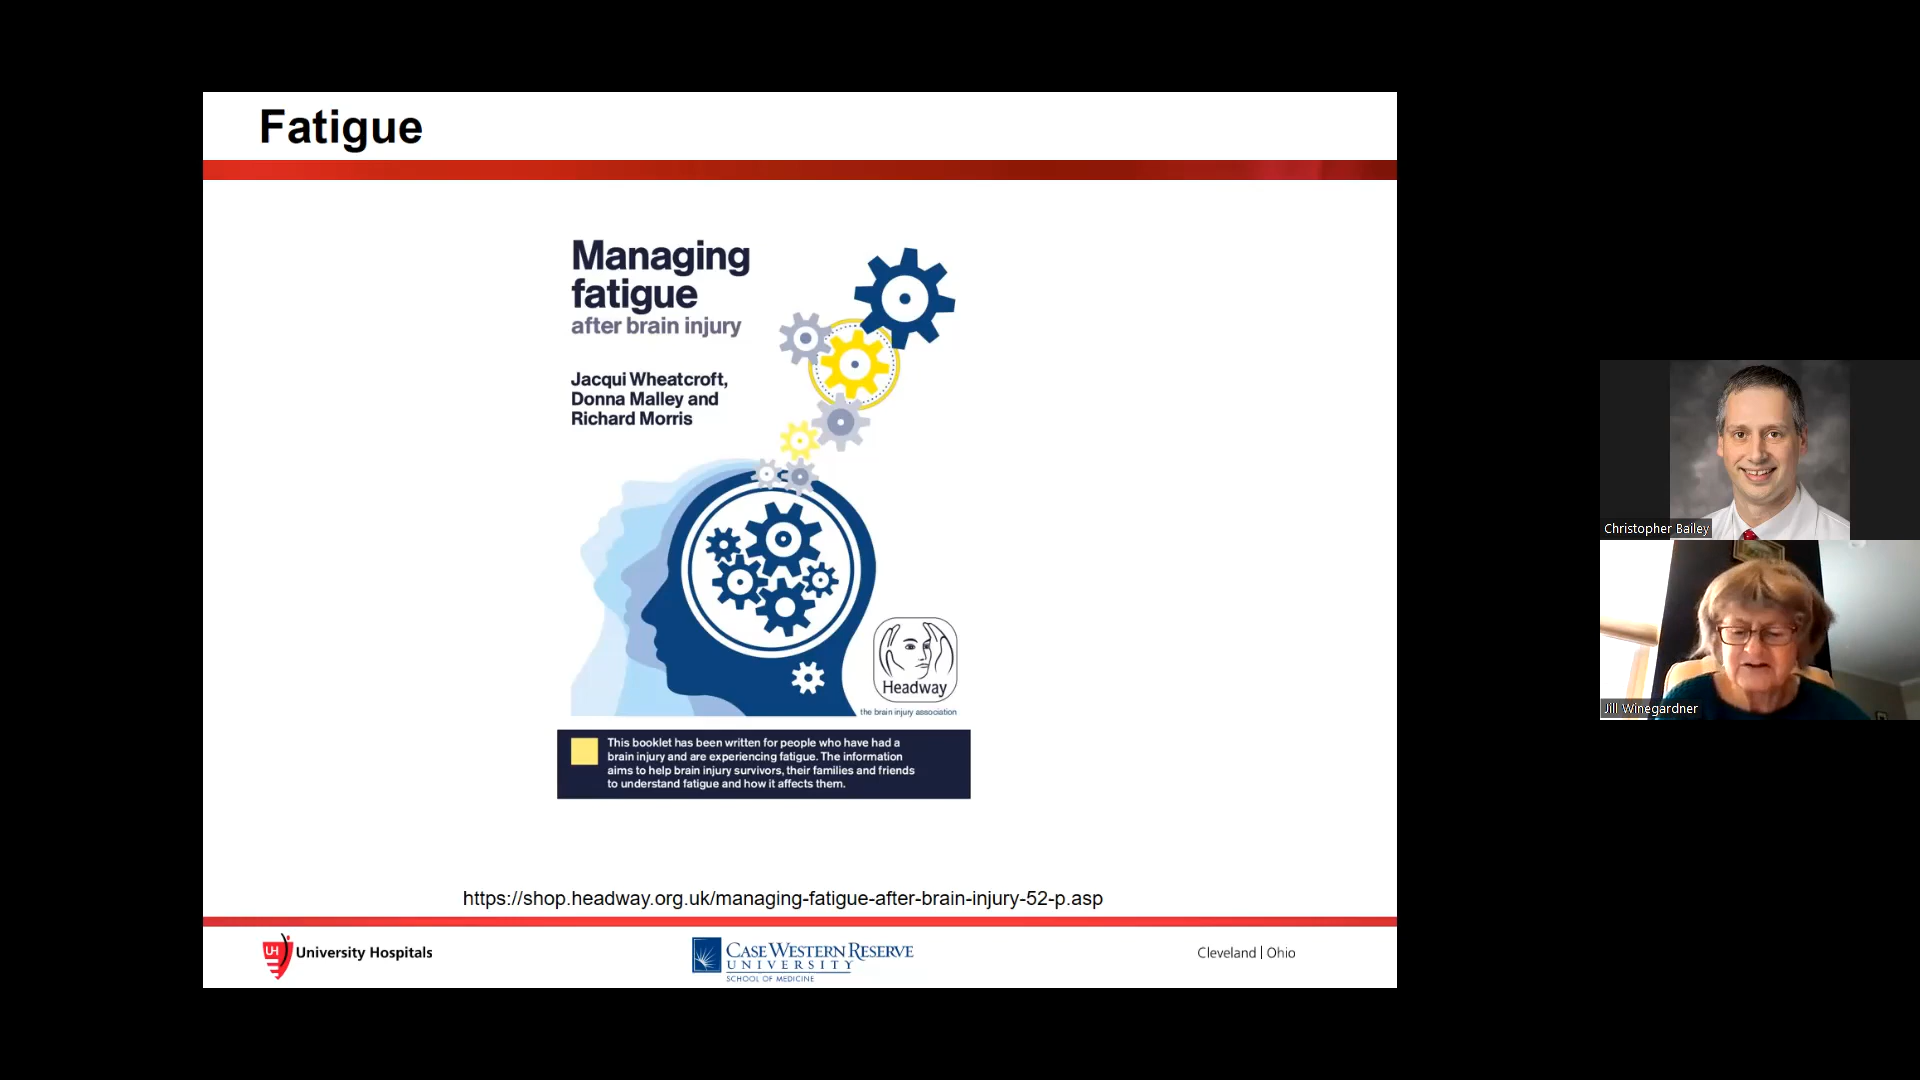 Fatigue
Managing
fatigue
after brain injury
Jacqui Wheatcroft,
Donna Malley and
Richard Morris
Headway
the brain injury association
This booklet has been written for people who have had a
brain injury and are experiencing fatigue. The information
aims to help brain injury survivors, their families and friends
to understand fatigue and how it affects them.
https://shop.headway.org.uk/managing-fatigue-after-brain-injury-52-p.asp
UH University Hospitals
CASE WESTERN RESERVE
UNIVERSITY
SCHOOL OF MEDICINE
Cleveland | Ohio
Christopher Bailey
Jill Winegardner